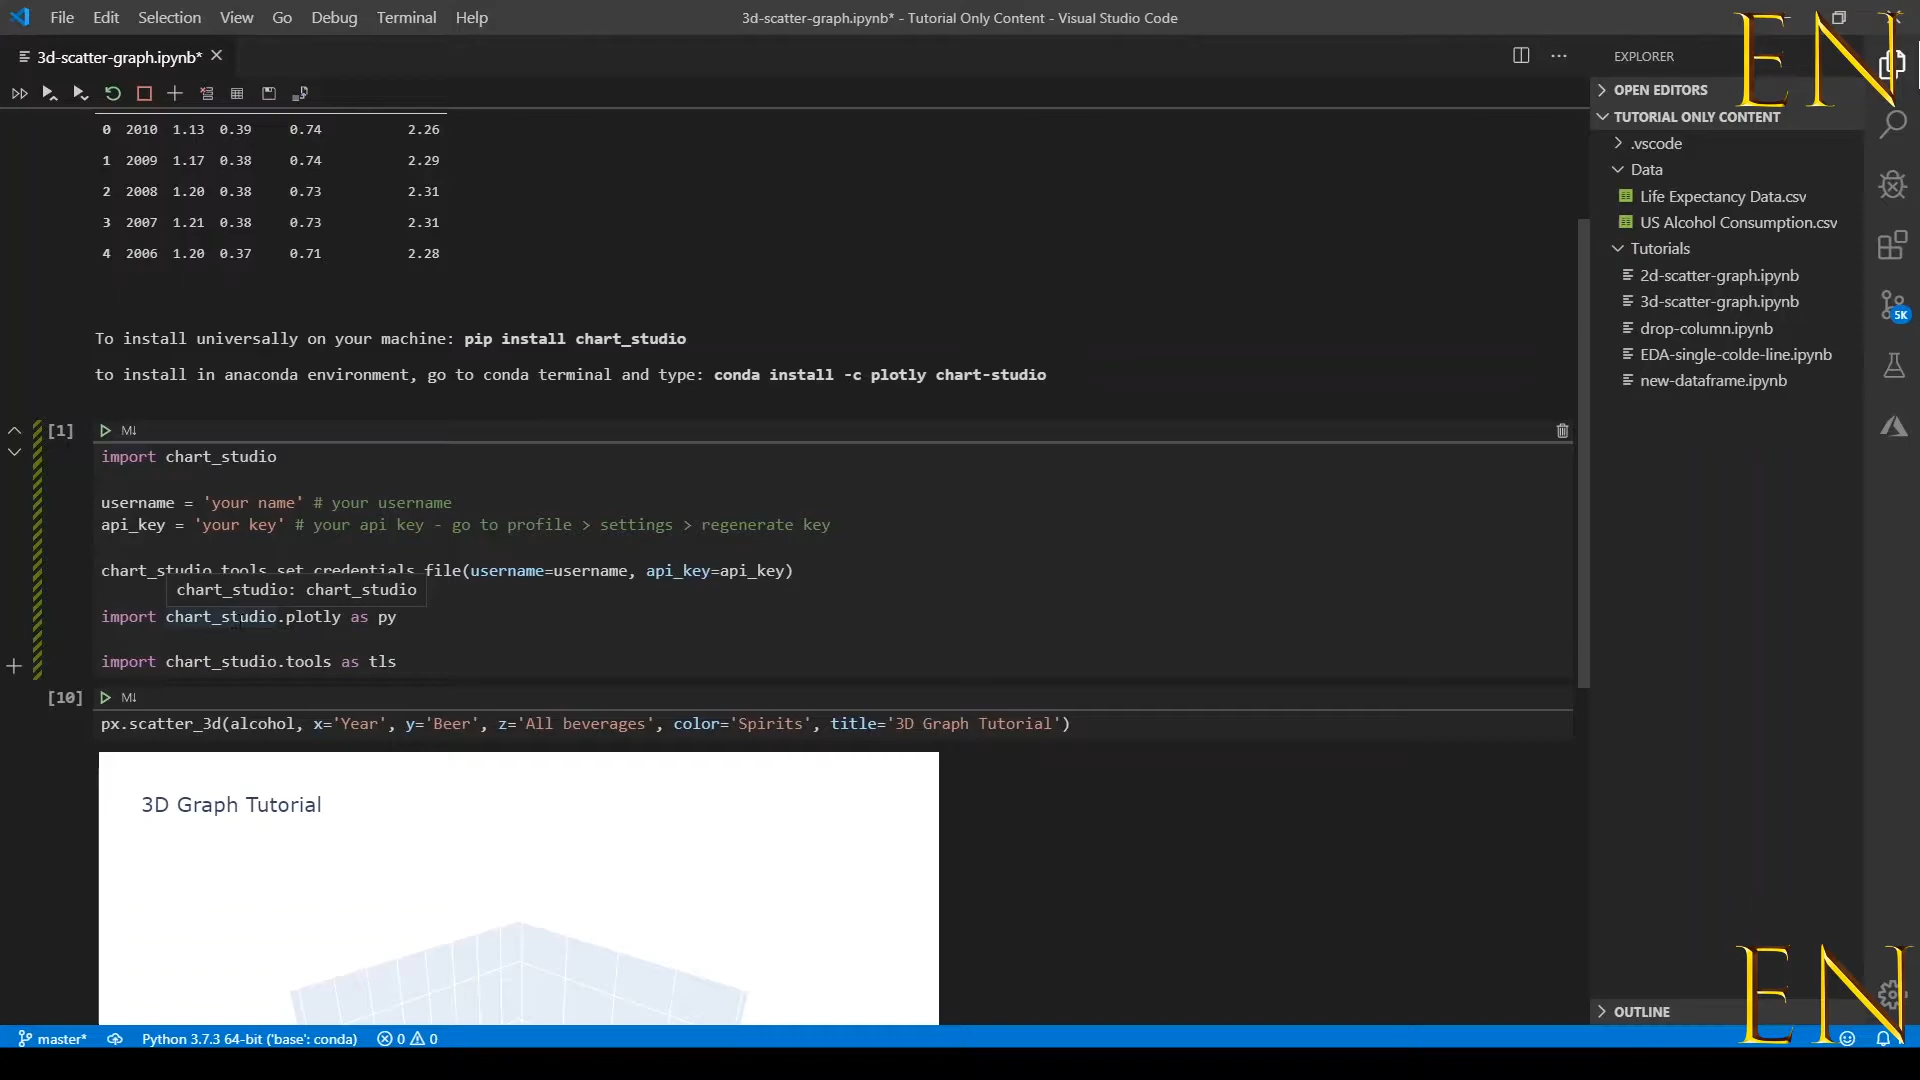 File Edit Selection View Go Debug Terminal Help
3d-scatter-graph.ipynb* - Tutorial Only Content - Visual Studio Code
EN
3d-scatter-graph.ipynb*
EXPLORER
OPEN EDITORS
TUTORIAL ONLY CONTENT
.vscode
Data
Life Expectancy Data.csv
US Alcohol Consumption.csv
Tutorials
2d-scatter-graph.ipynb
3d-scatter-graph.ipynb
drop-column.ipynb
EDA-single-colde-line.ipynb
new-dataframe.ipynb
5K
0 2010 1.13 0.39 0.74 2.26
1 2009 1.17 0.38 0.74 2.29
2 2008 1.20 0.38 0.73 2.31
3 2007 1.21 0.38 0.73 2.31
4 2006 1.20 0.37 0.71 2.28
To install universally on your machine: pip install chart_studio
to install in anaconda environment, go to conda terminal and type: conda install -c plotly chart-studio
[1] M↓
import chart_studio
username = 'your name' # your username
api_key = 'your key' # your api key - go to profile > settings > regenerate key
chart_studio.tools.set_credentials_file(username=username, api_key=api_key)
chart_studio: chart_studio
import chart_studio.plotly as py
import chart_studio.tools as tls
[10] M↓
px.scatter_3d(alcohol, x='Year', y='Beer', z='All beverages', color='Spirits', title='3D Graph Tutorial')
3D Graph Tutorial
OUTLINE
EN
master* Python 3.7.3 64-bit ('base': conda) 0 0